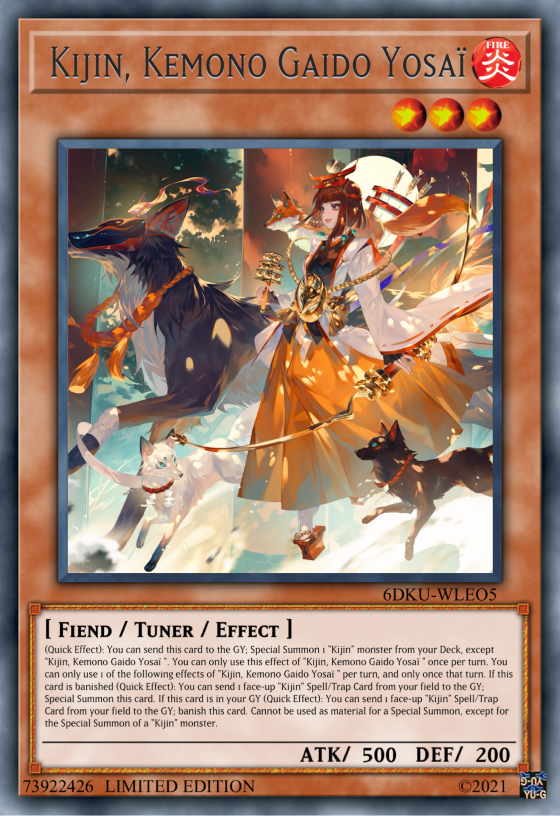 Kijin, Kemono Gaido Yosaï
FIRE
炎
6DKU-WLEO5
[ Fiend / Tuner / Effect ]
(Quick Effect): You can send this card to the GY; Special Summon 1 "Kijin" monster from your Deck, except
"Kijin, Kemono Gaido Yosaï ". You can only use this effect of "Kijin, Kemono Gaido Yosaï " once per turn. You
can only use 1 of the following effects of "Kijin, Kemono Gaido Yosaï " per turn, and only once that turn. If this
card is banished (Quick Effect): You can send 1 face-up "Kijin" Spell/Trap Card from your field to the GY;
Special Summon this card. If this card is in your GY (Quick Effect): You can send 1 face-up "Kijin" Spell/Trap
Card from your field to the GY; banish this card. Cannot be used as material for a Special Summon, except for
the Special Summon of a "Kijin" monster.
ATK/ 500 DEF/ 200
73922426 LIMITED EDITION ©2021
YU-G